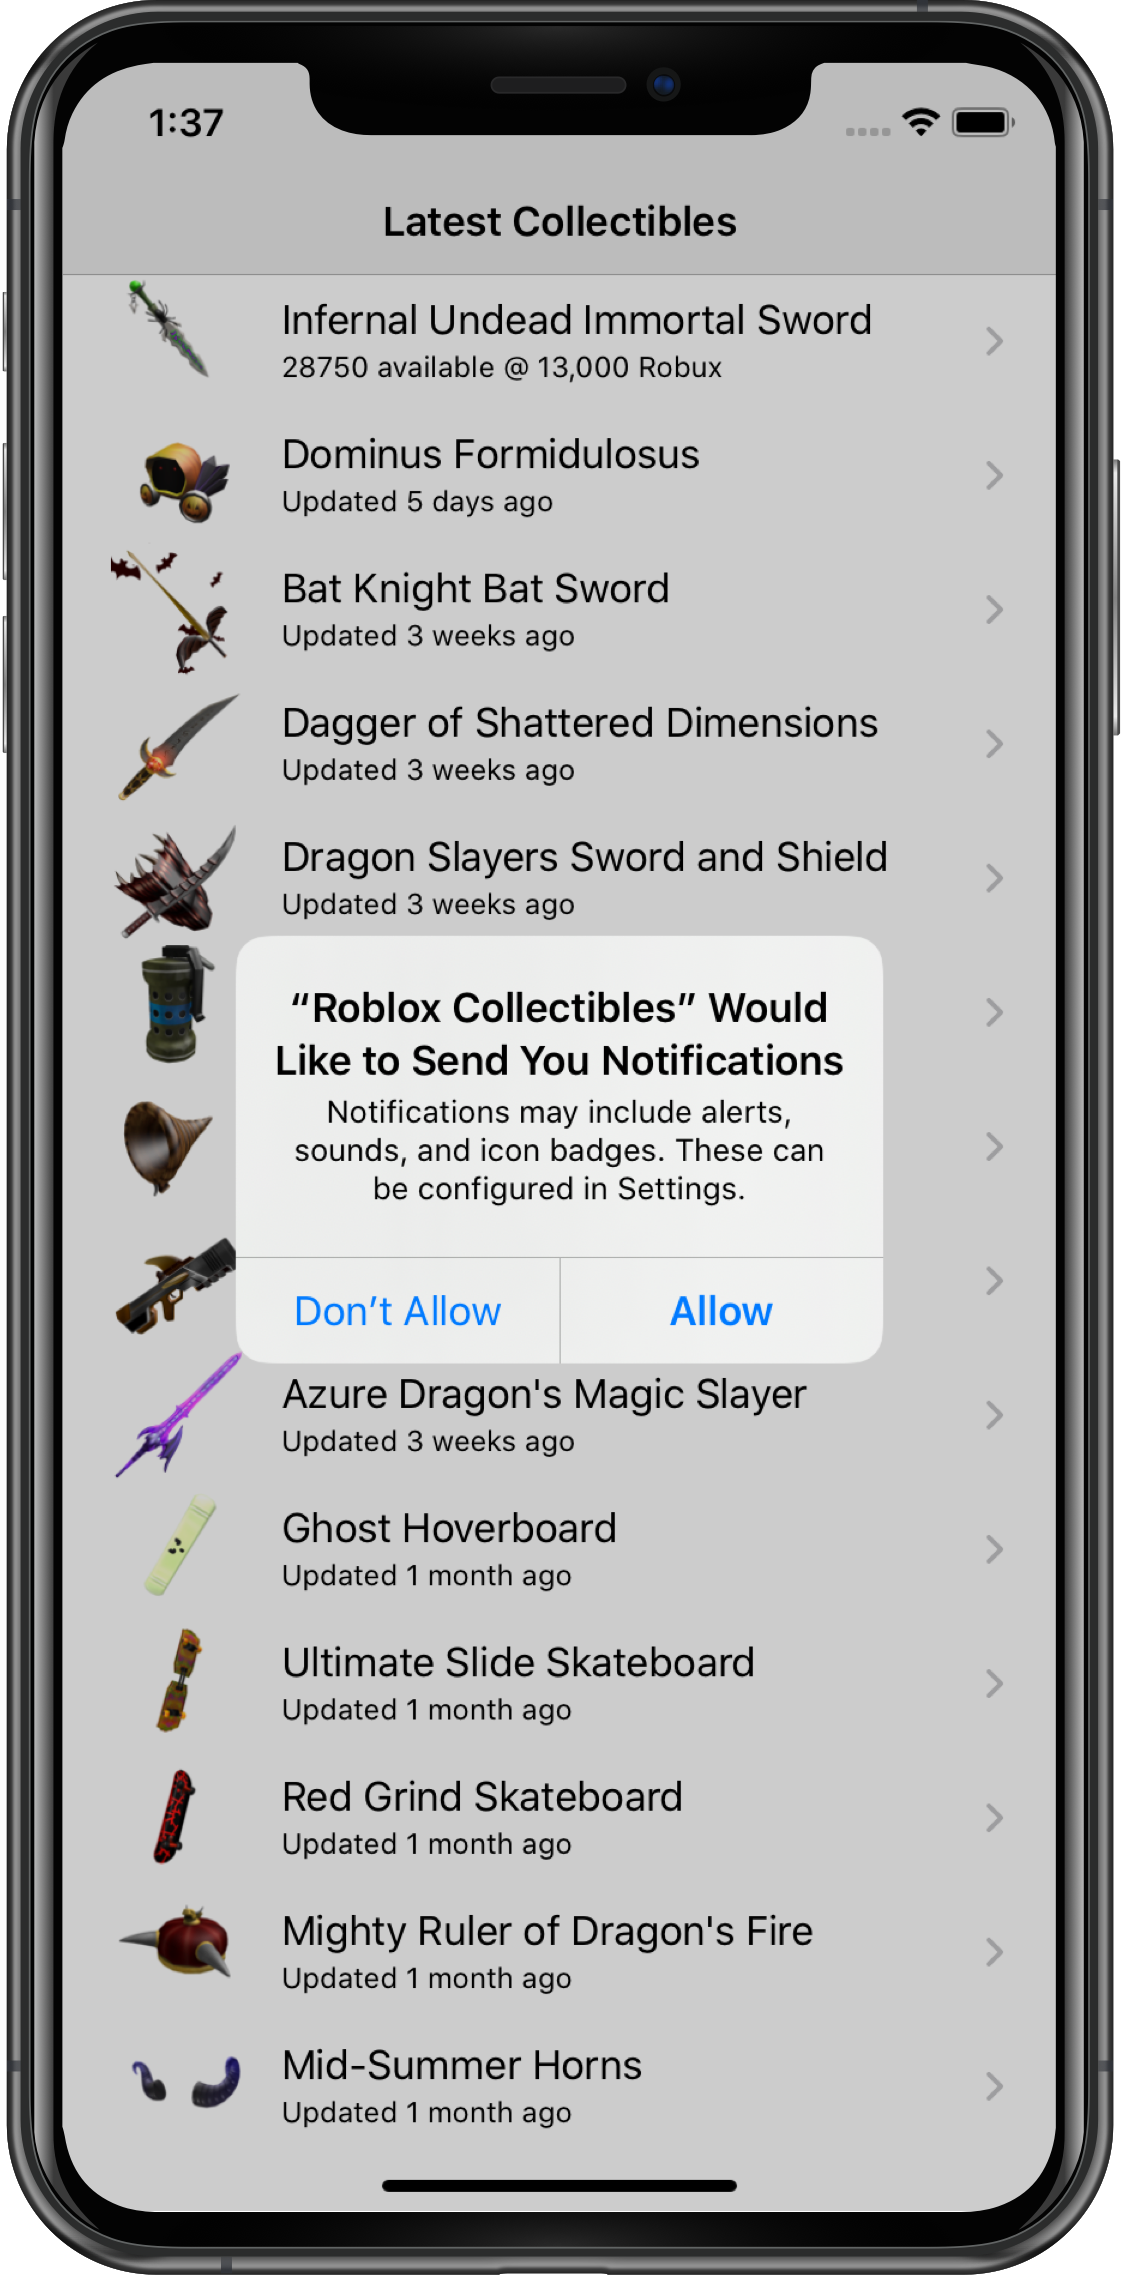 1:37
Latest Collectibles
Infernal Undead Immortal Sword
28750 available @ 13,000 Robux
Dominus Formidulosus
Updated 5 days ago
Bat Knight Bat Sword
Updated 3 weeks ago
Dagger of Shattered Dimensions
Updated 3 weeks ago
Dragon Slayers Sword and Shield
Updated 3 weeks ago
“Roblox Collectibles” Would
Like to Send You Notifications
Notifications may include alerts,
sounds, and icon badges. These can
be configured in Settings.
Don’t Allow
Allow
Azure Dragon's Magic Slayer
Updated 3 weeks ago
Ghost Hoverboard
Updated 1 month ago
Ultimate Slide Skateboard
Updated 1 month ago
Red Grind Skateboard
Updated 1 month ago
Mighty Ruler of Dragon's Fire
Updated 1 month ago
Mid-Summer Horns
Updated 1 month ago